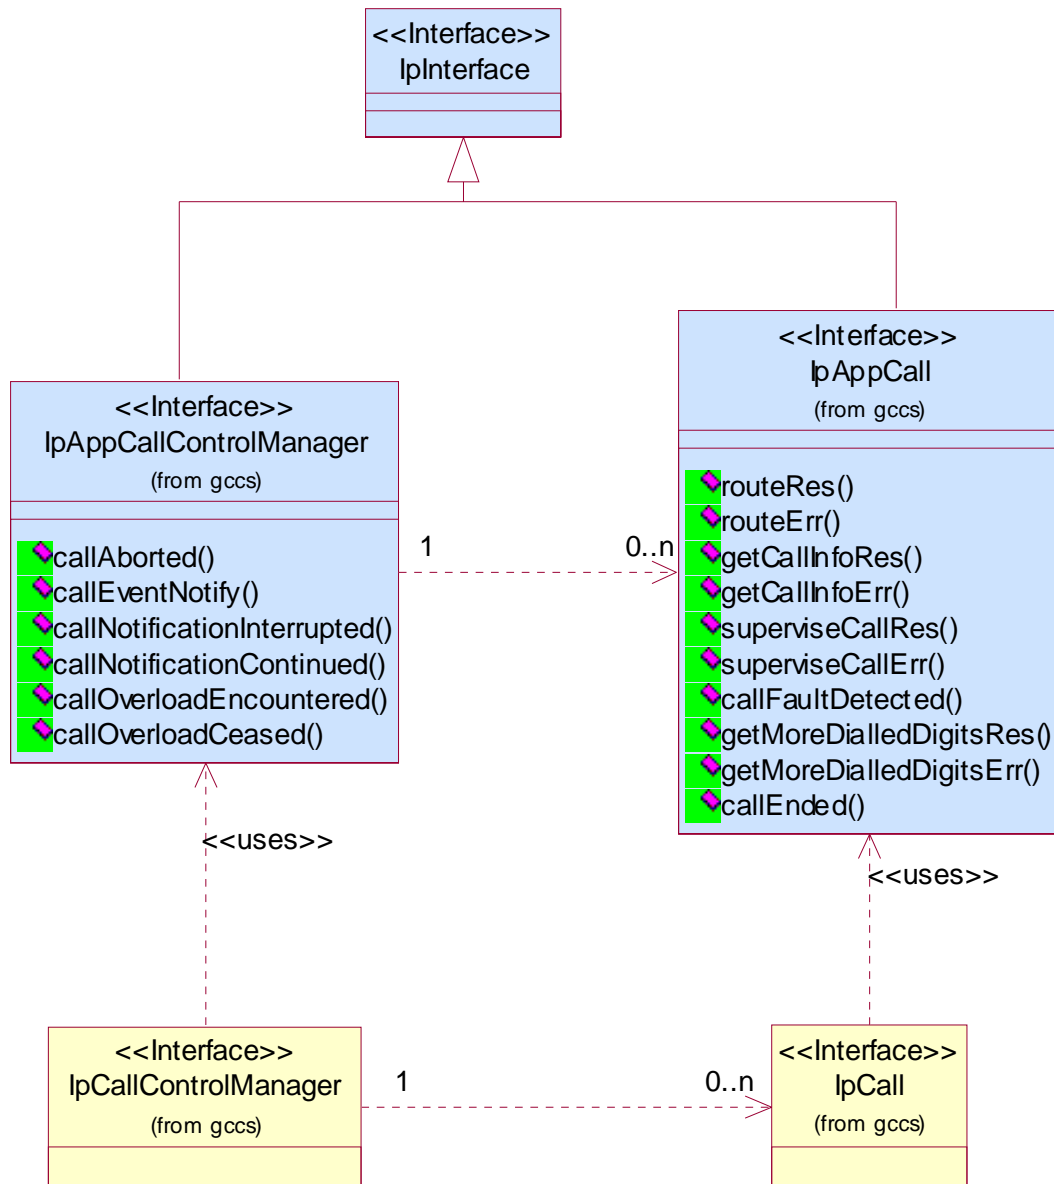 <<Interface>>
IpInterface
<<Interface>>
IpAppCall
(from gccs)
<<Interface>>
IpAppCallControlManager
(from gccs)
routeRes()
routeErr()
getCallInfoRes()
getCallInfoErr()
superviseCallRes()
superviseCallErr()
callFaultDetected()
getMoreDialledDigitsRes()
getMoreDialledDigitsErr()
callEnded()
1
0..n
callAborted()
callEventNotify()
callNotificationInterrupted()
callNotificationContinued()
callOverloadEncountered()
callOverloadCeased()
<<uses>>
<<uses>>
<<Interface>>
IpCallControlManager
(from gccs)
1
0..n
<<Interface>>
IpCall
(from gccs)